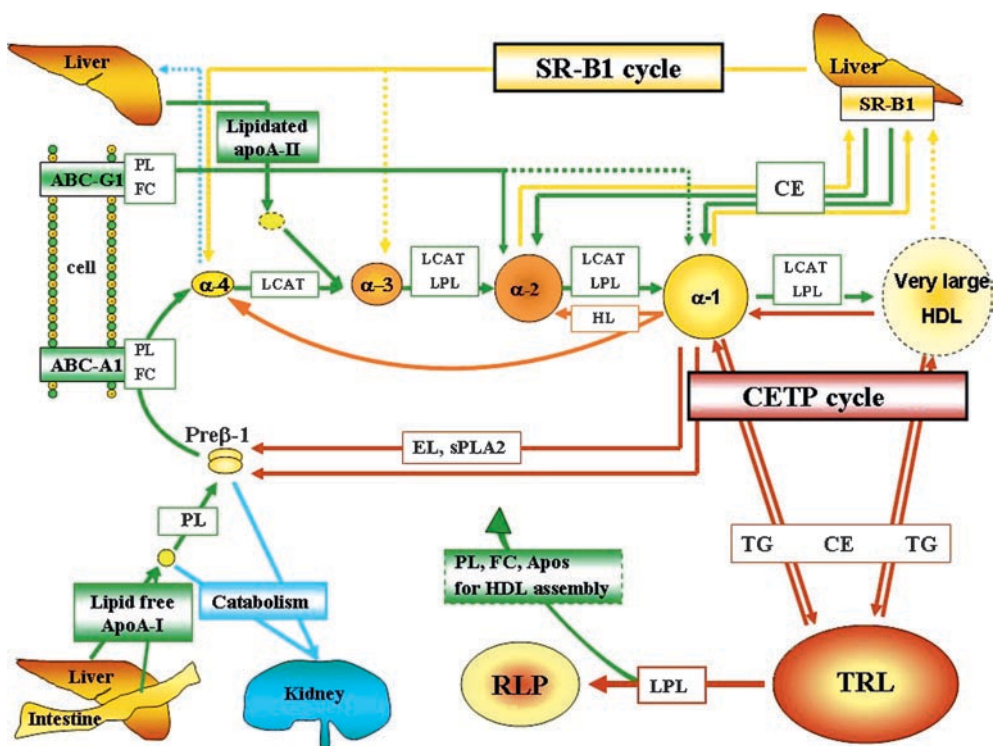 Liver
SR-B1 cycle
Liver
SR-B1
Lipidated
apoA-II
ABC-G1
PL
FC
CE
cell
α-4
LCAT
α-3
LCAT
LPL
α-2
LCAT
LPL
α-1
LCAT
LPL
Very large
HDL
HL
ABC-A1
PL
FC
CETP cycle
Preβ-1
EL, sPLA2
PL
TG CE TG
PL, FC, Apos
for HDL assembly
Lipid free
ApoA-I
Catabolism
Liver
Intestine
Kidney
RLP
LPL
TRL